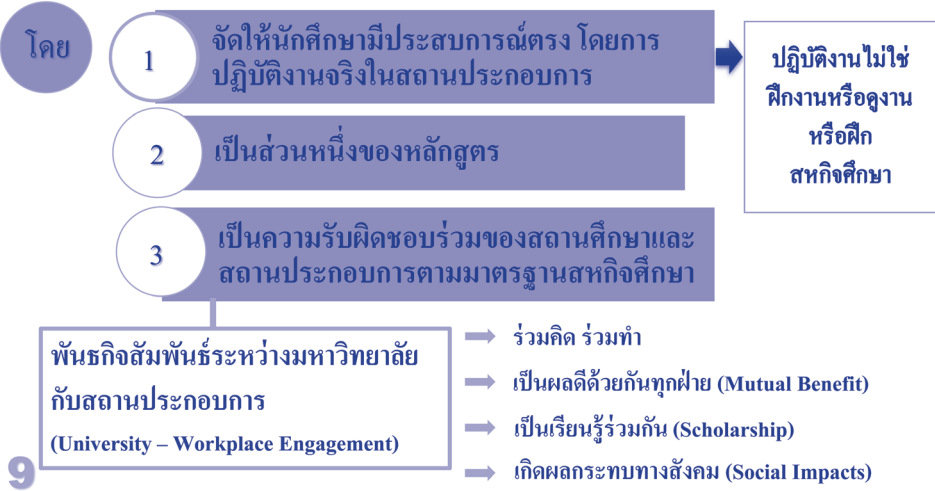 โดย
1
จัดให้นักศึกษามีประสบการณ์ตรง โดยการ
ปฏิบัติงานจริงในสถานประกอบการ
ปฏิบัติงานไม่ใช่
ฝึกงานหรือดูงาน
หรือฝึก
สหกิจศึกษา
2
เป็นส่วนหนึ่งของหลักสูตร
3
เป็นความรับผิดชอบร่วมของสถานศึกษาและ
สถานประกอบการตามมาตรฐานสหกิจศึกษา
พันธกิจสัมพันธ์ระหว่างมหาวิทยาลัย
กับสถานประกอบการ
(University – Workplace Engagement)
ร่วมคิด ร่วมทำ
เป็นผลดีด้วยกันทุกฝ่าย (Mutual Benefit)
เป็นเรียนรู้ร่วมกัน (Scholarship)
เกิดผลกระทบทางสังคม (Social Impacts)
9